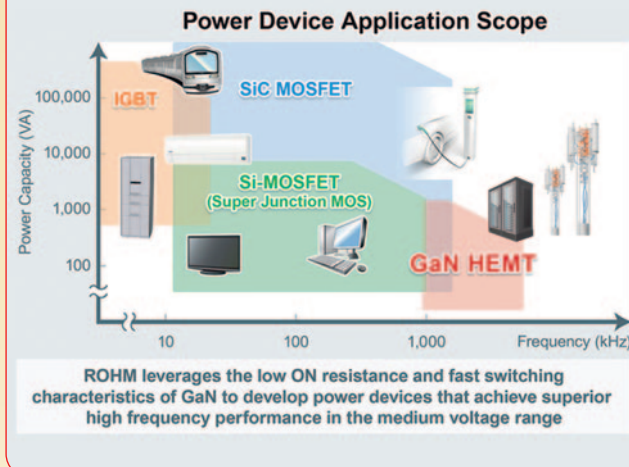 Power Device Application Scope
Power Capacity (VA)
100,000
10,000
1,000
100
IGBT
SiC MOSFET
Si-MOSFET
(Super Junction MOS)
GaN HEMT
10
100
1,000
Frequency (kHz)
ROHM leverages the low ON resistance and fast switching
characteristics of GaN to develop power devices that achieve superior
high frequency performance in the medium voltage range